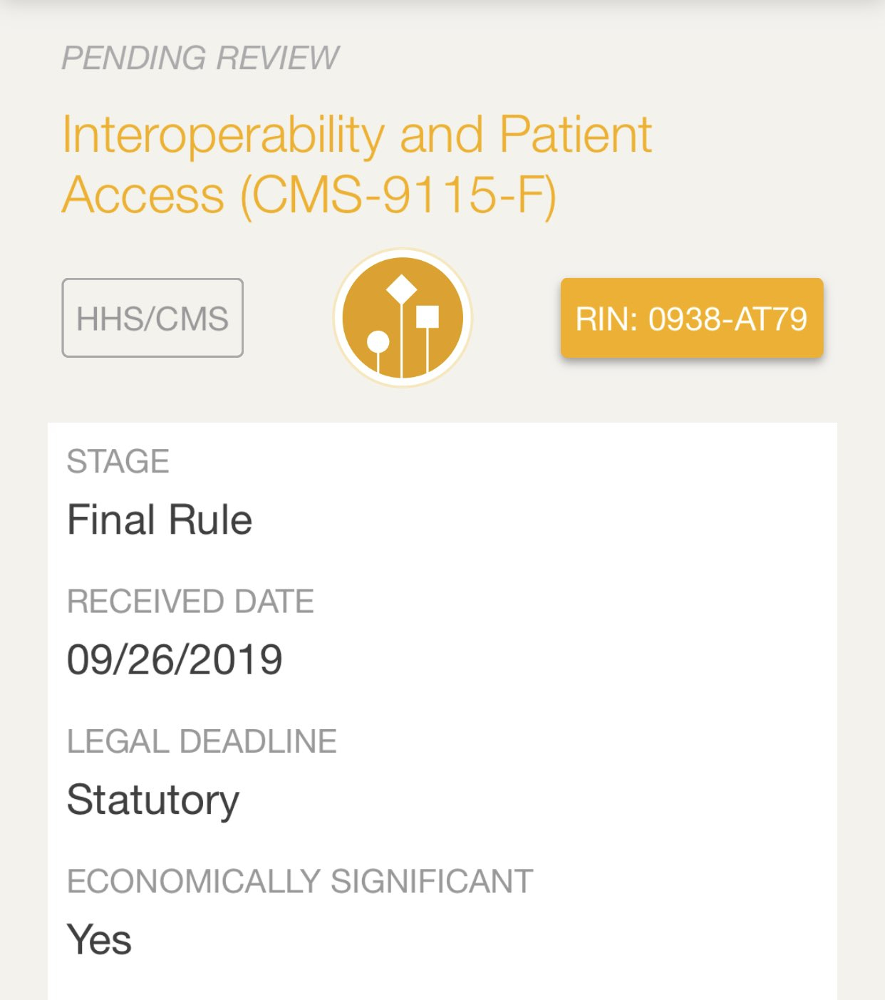 PENDING REVIEW
Interoperability and Patient
Access (CMS-9115-F)
HHS/CMS
RIN: 0938-AT79
STAGE
Final Rule
RECEIVED DATE
09/26/2019
LEGAL DEADLINE
Statutory
ECONOMICALLY SIGNIFICANT
Yes